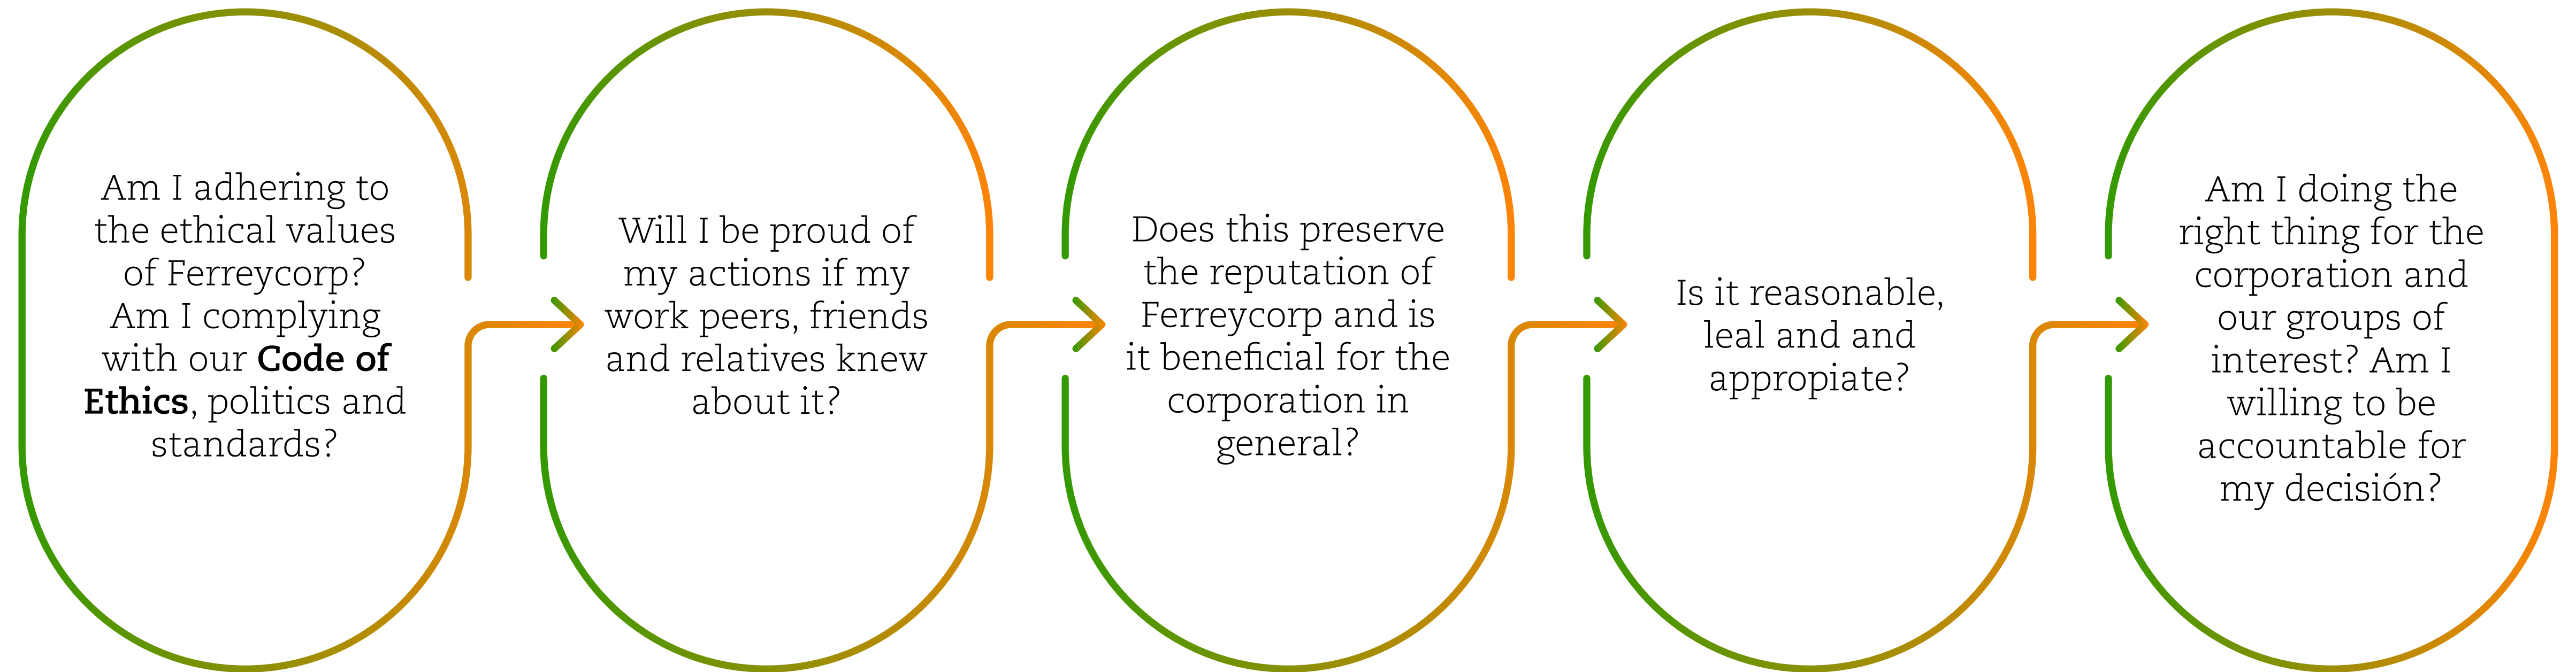 Am I adhering to
the ethical values
of Ferreycorp?
Am I complying
with our Code of
Ethics, politics and
standards?
Will I be proud of
my actions if my
work peers, friends
and relatives knew
about it?
Does this preserve
the reputation of
Ferreycorp and is
it beneficial for the
corporation in
general?
Is it reasonable,
leal and and
appropiate?
Am I doing the
right thing for the
corporation and
our groups of
interest? Am I
willing to be
accountable for
my decisión?